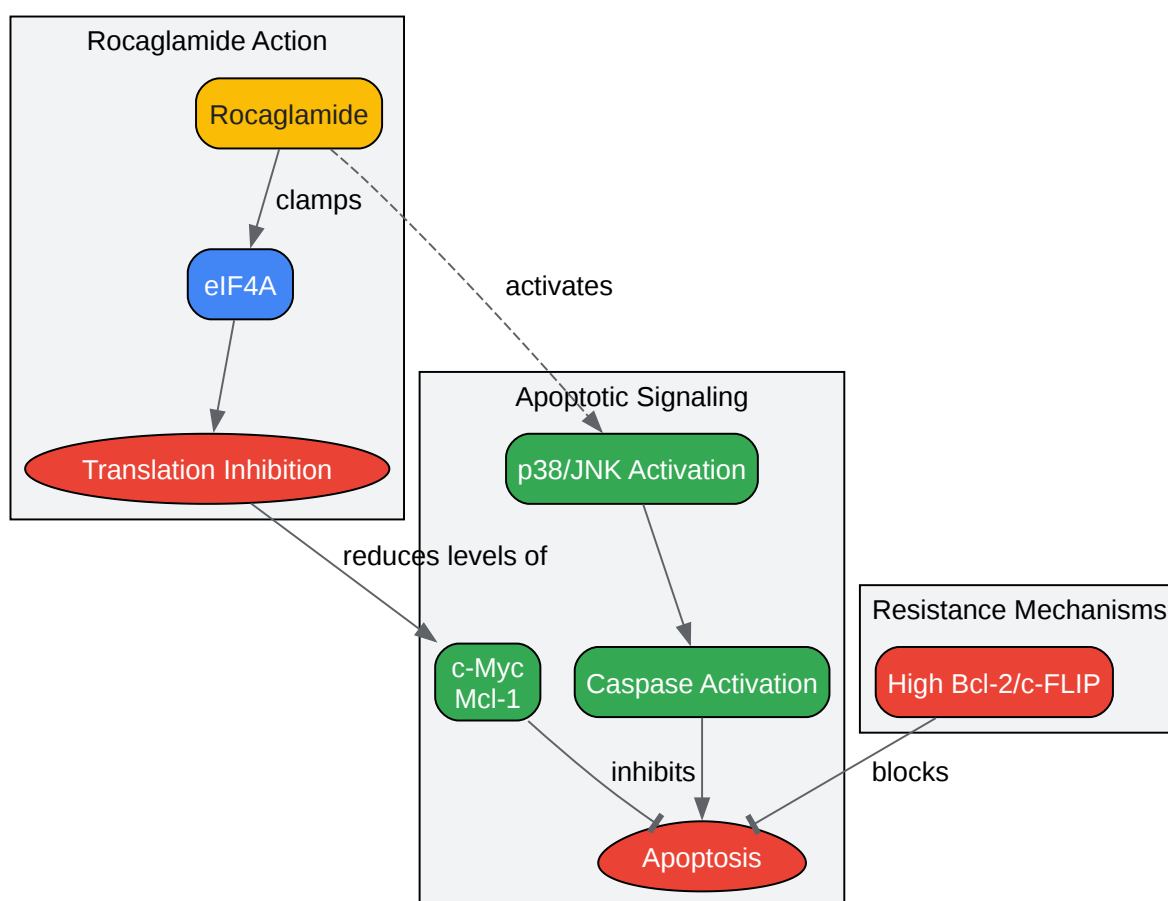 Rocaglamide Action
Rocaglamide
clamps
eIF4A
activates
Translation Inhibition
Apoptotic Signaling
p38/JNK Activation
reduces levels of
Resistance Mechanisms
c-Myc
Mcl-1
Caspase Activation
High Bcl-2/c-FLIP
inhibits
blocks
Apoptosis